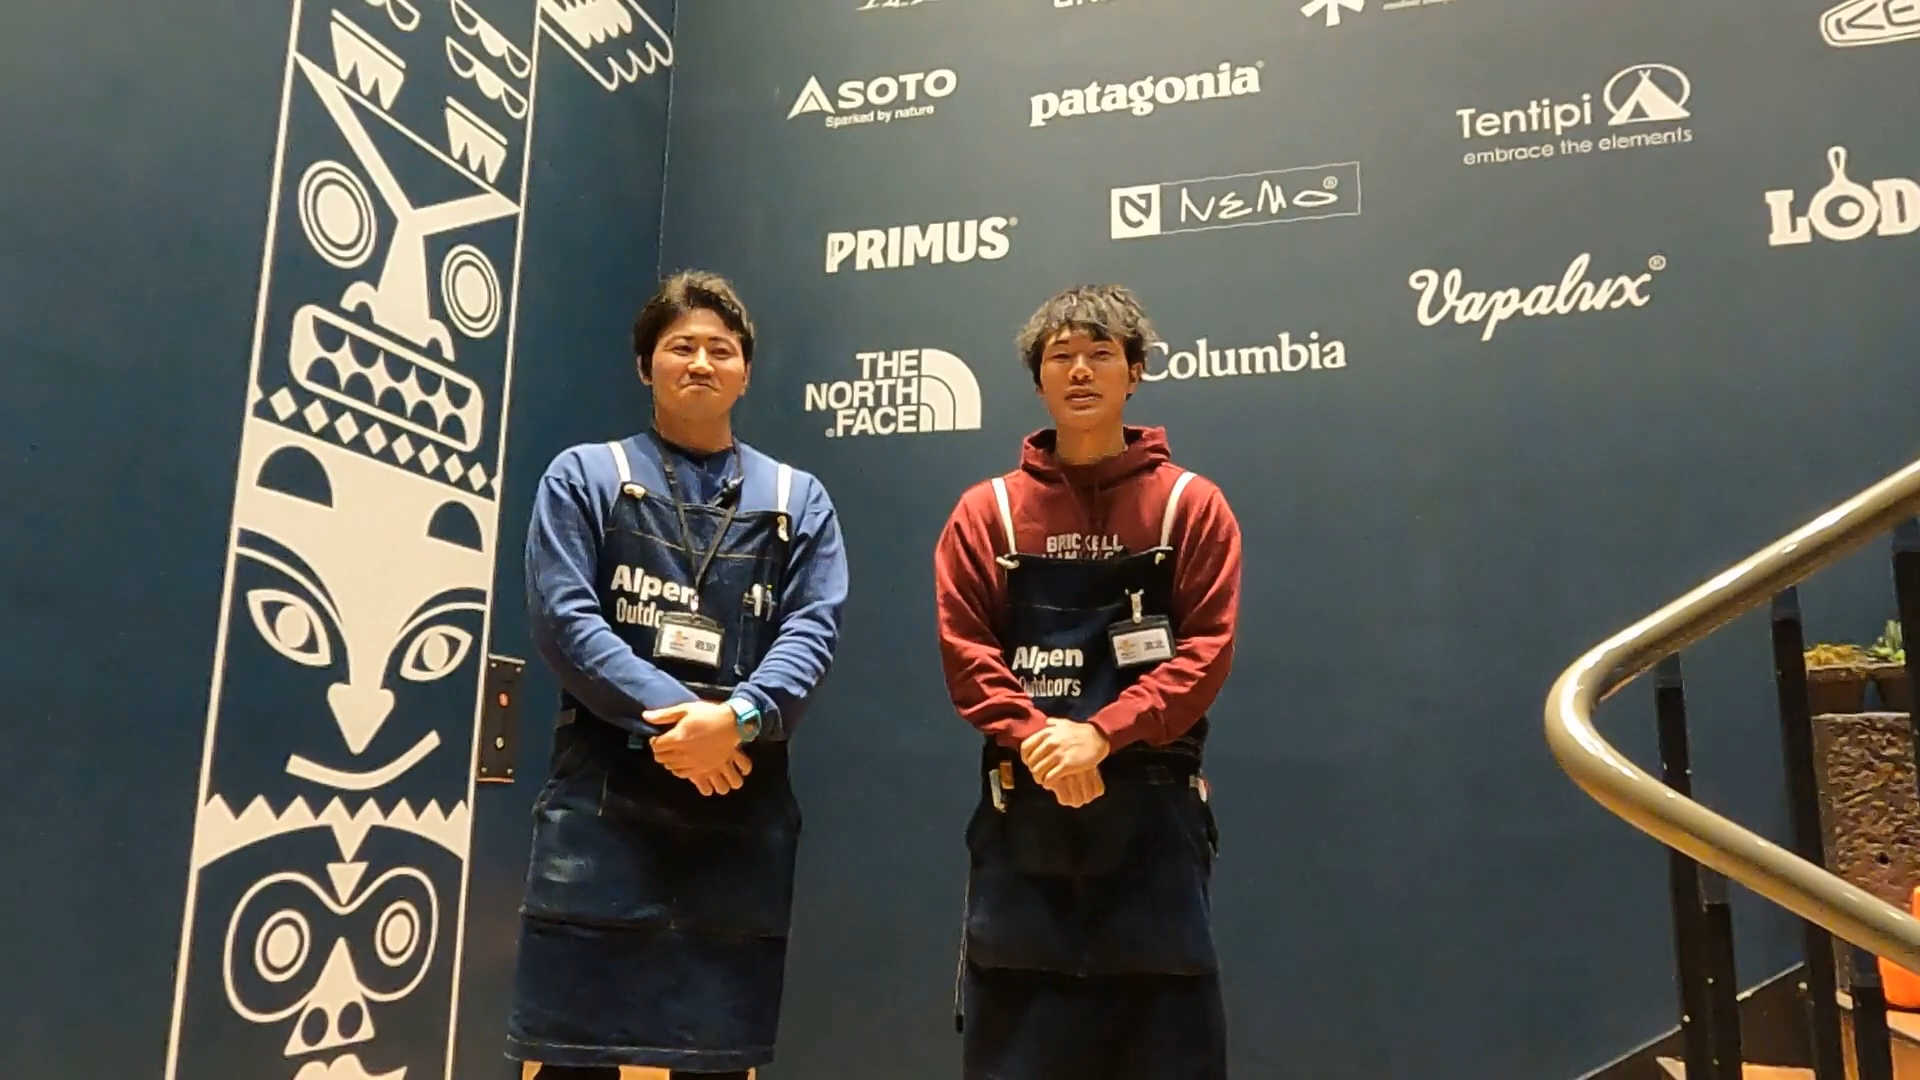 SOTO
Sparked by nature
patagonia®
Tentipi
embrace the elements
NEMO®
LOD
PRIMUS®
Vapalux®
THE
NORTH
FACE
Columbia
BRICKELL
Alpen
Alpen
Outdoors